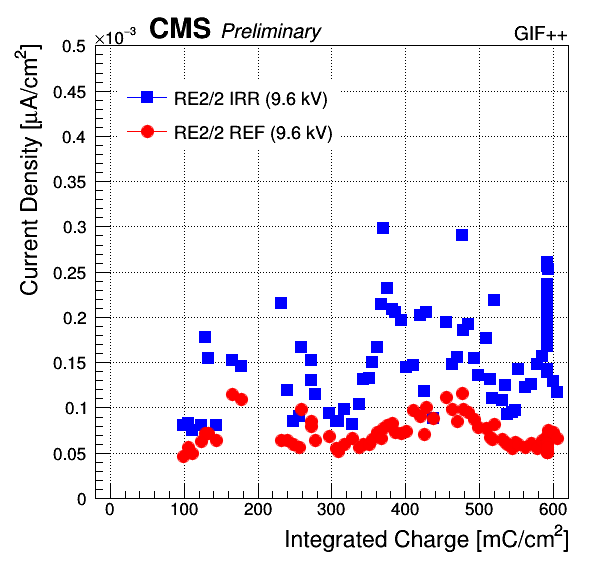 ×10⁻³ CMS Preliminary GIF++
Current Density [μA/cm²]
0.5
0.45
0.4
0.35
0.3
0.25
0.2
0.15
0.1
0.05
0
RE2/2 IRR (9.6 kV)
RE2/2 REF (9.6 kV)
0 100 200 300 400 500 600
Integrated Charge [mC/cm²]